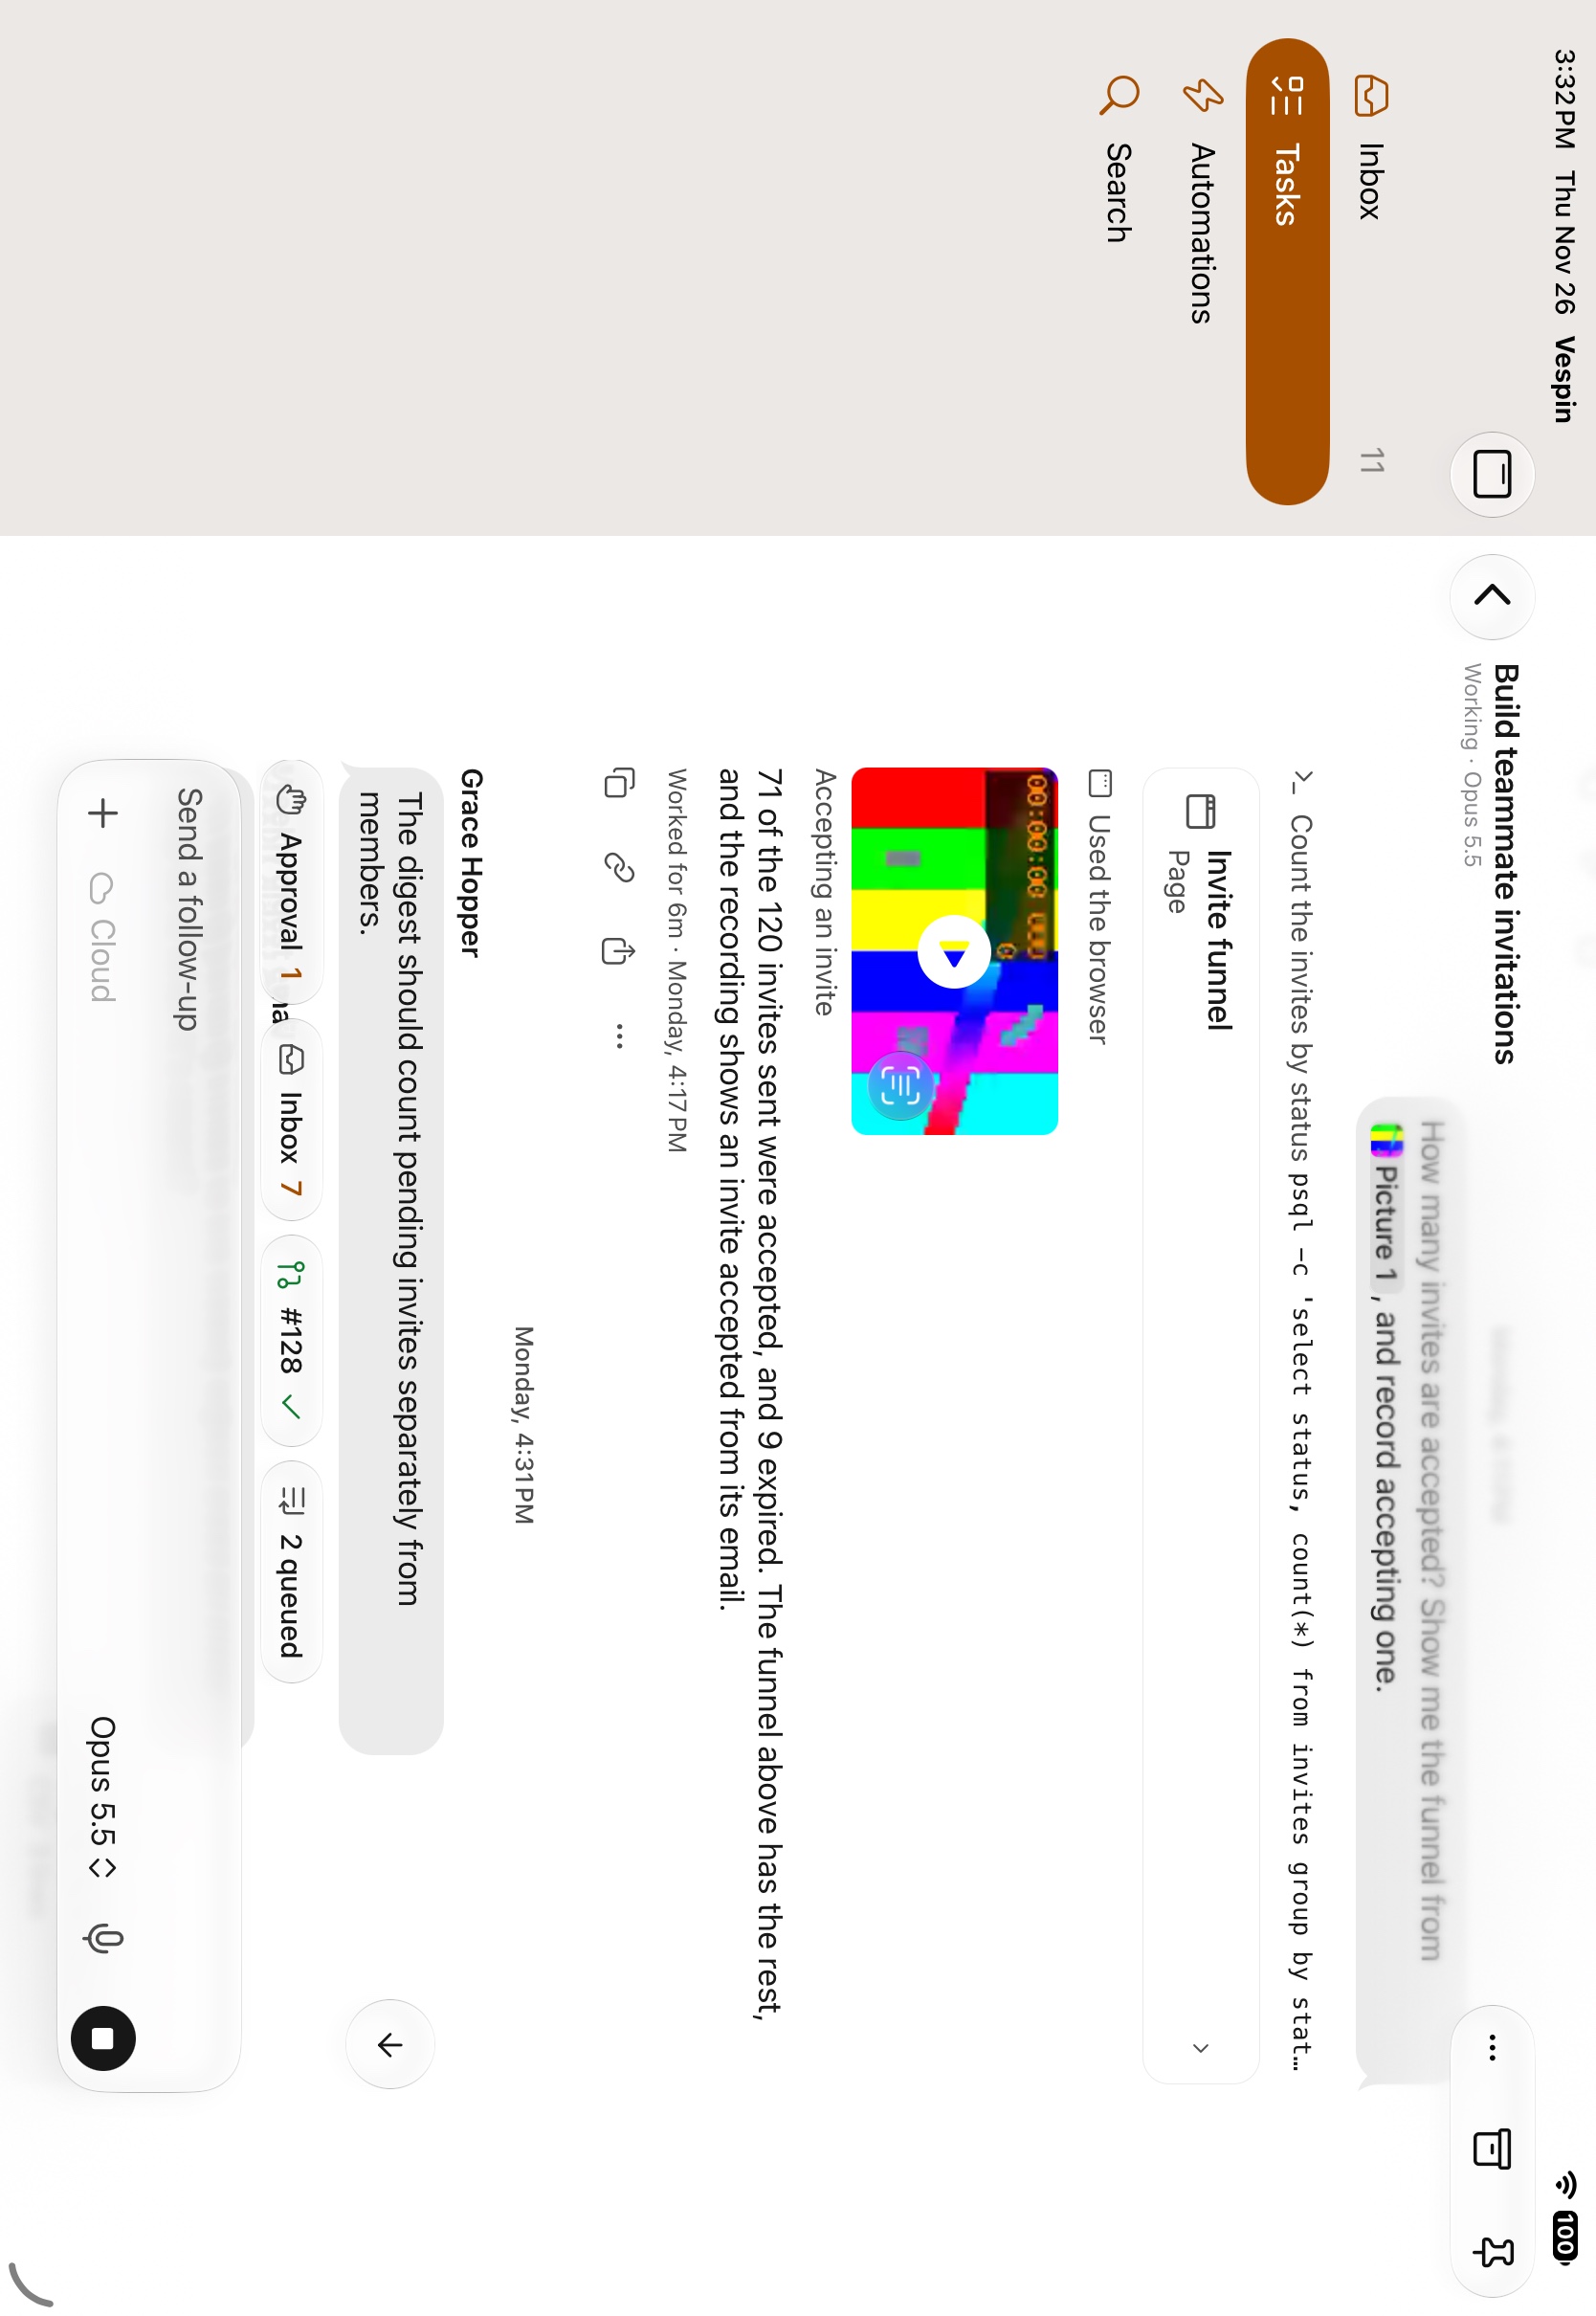 3:32 PM Thu Nov 26 Vespin
100
Inbox 11
Tasks
Automations
Search
Build teammate invitations
Working · Opus 5.5
Monday, 4:11 PM
How many invites are accepted? Show me the funnel from
Picture 1 , and record accepting one.
Count the invites by status psql -c 'select status, count(*) from invites group by stat…
Invite funnel
Page
Used the browser
00:00:00
Accepting an invite
71 of the 120 invites sent were accepted, and 9 expired. The funnel above has the rest,
and the recording shows an invite accepted from its email.
Worked for 6m · Monday, 4:17 PM
Monday, 4:31 PM
Grace Hopper
The digest should count pending invites separately from
members.
Approval 1
Inbox 7
#128
2 queued
Send a follow-up
Cloud
Opus 5.5